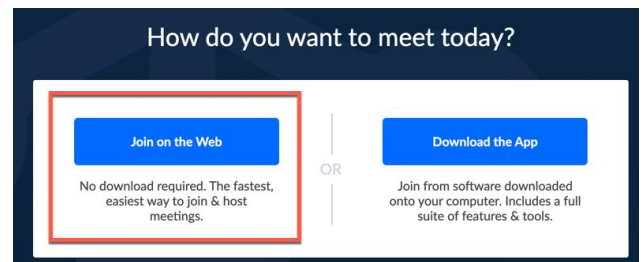 How do you want to meet today?
Join on the Web
No download required. The fastest,
easiest way to join & host
meetings.
OR
Download the App
Join from software downloaded
onto your computer. Includes a full
suite of features & tools.